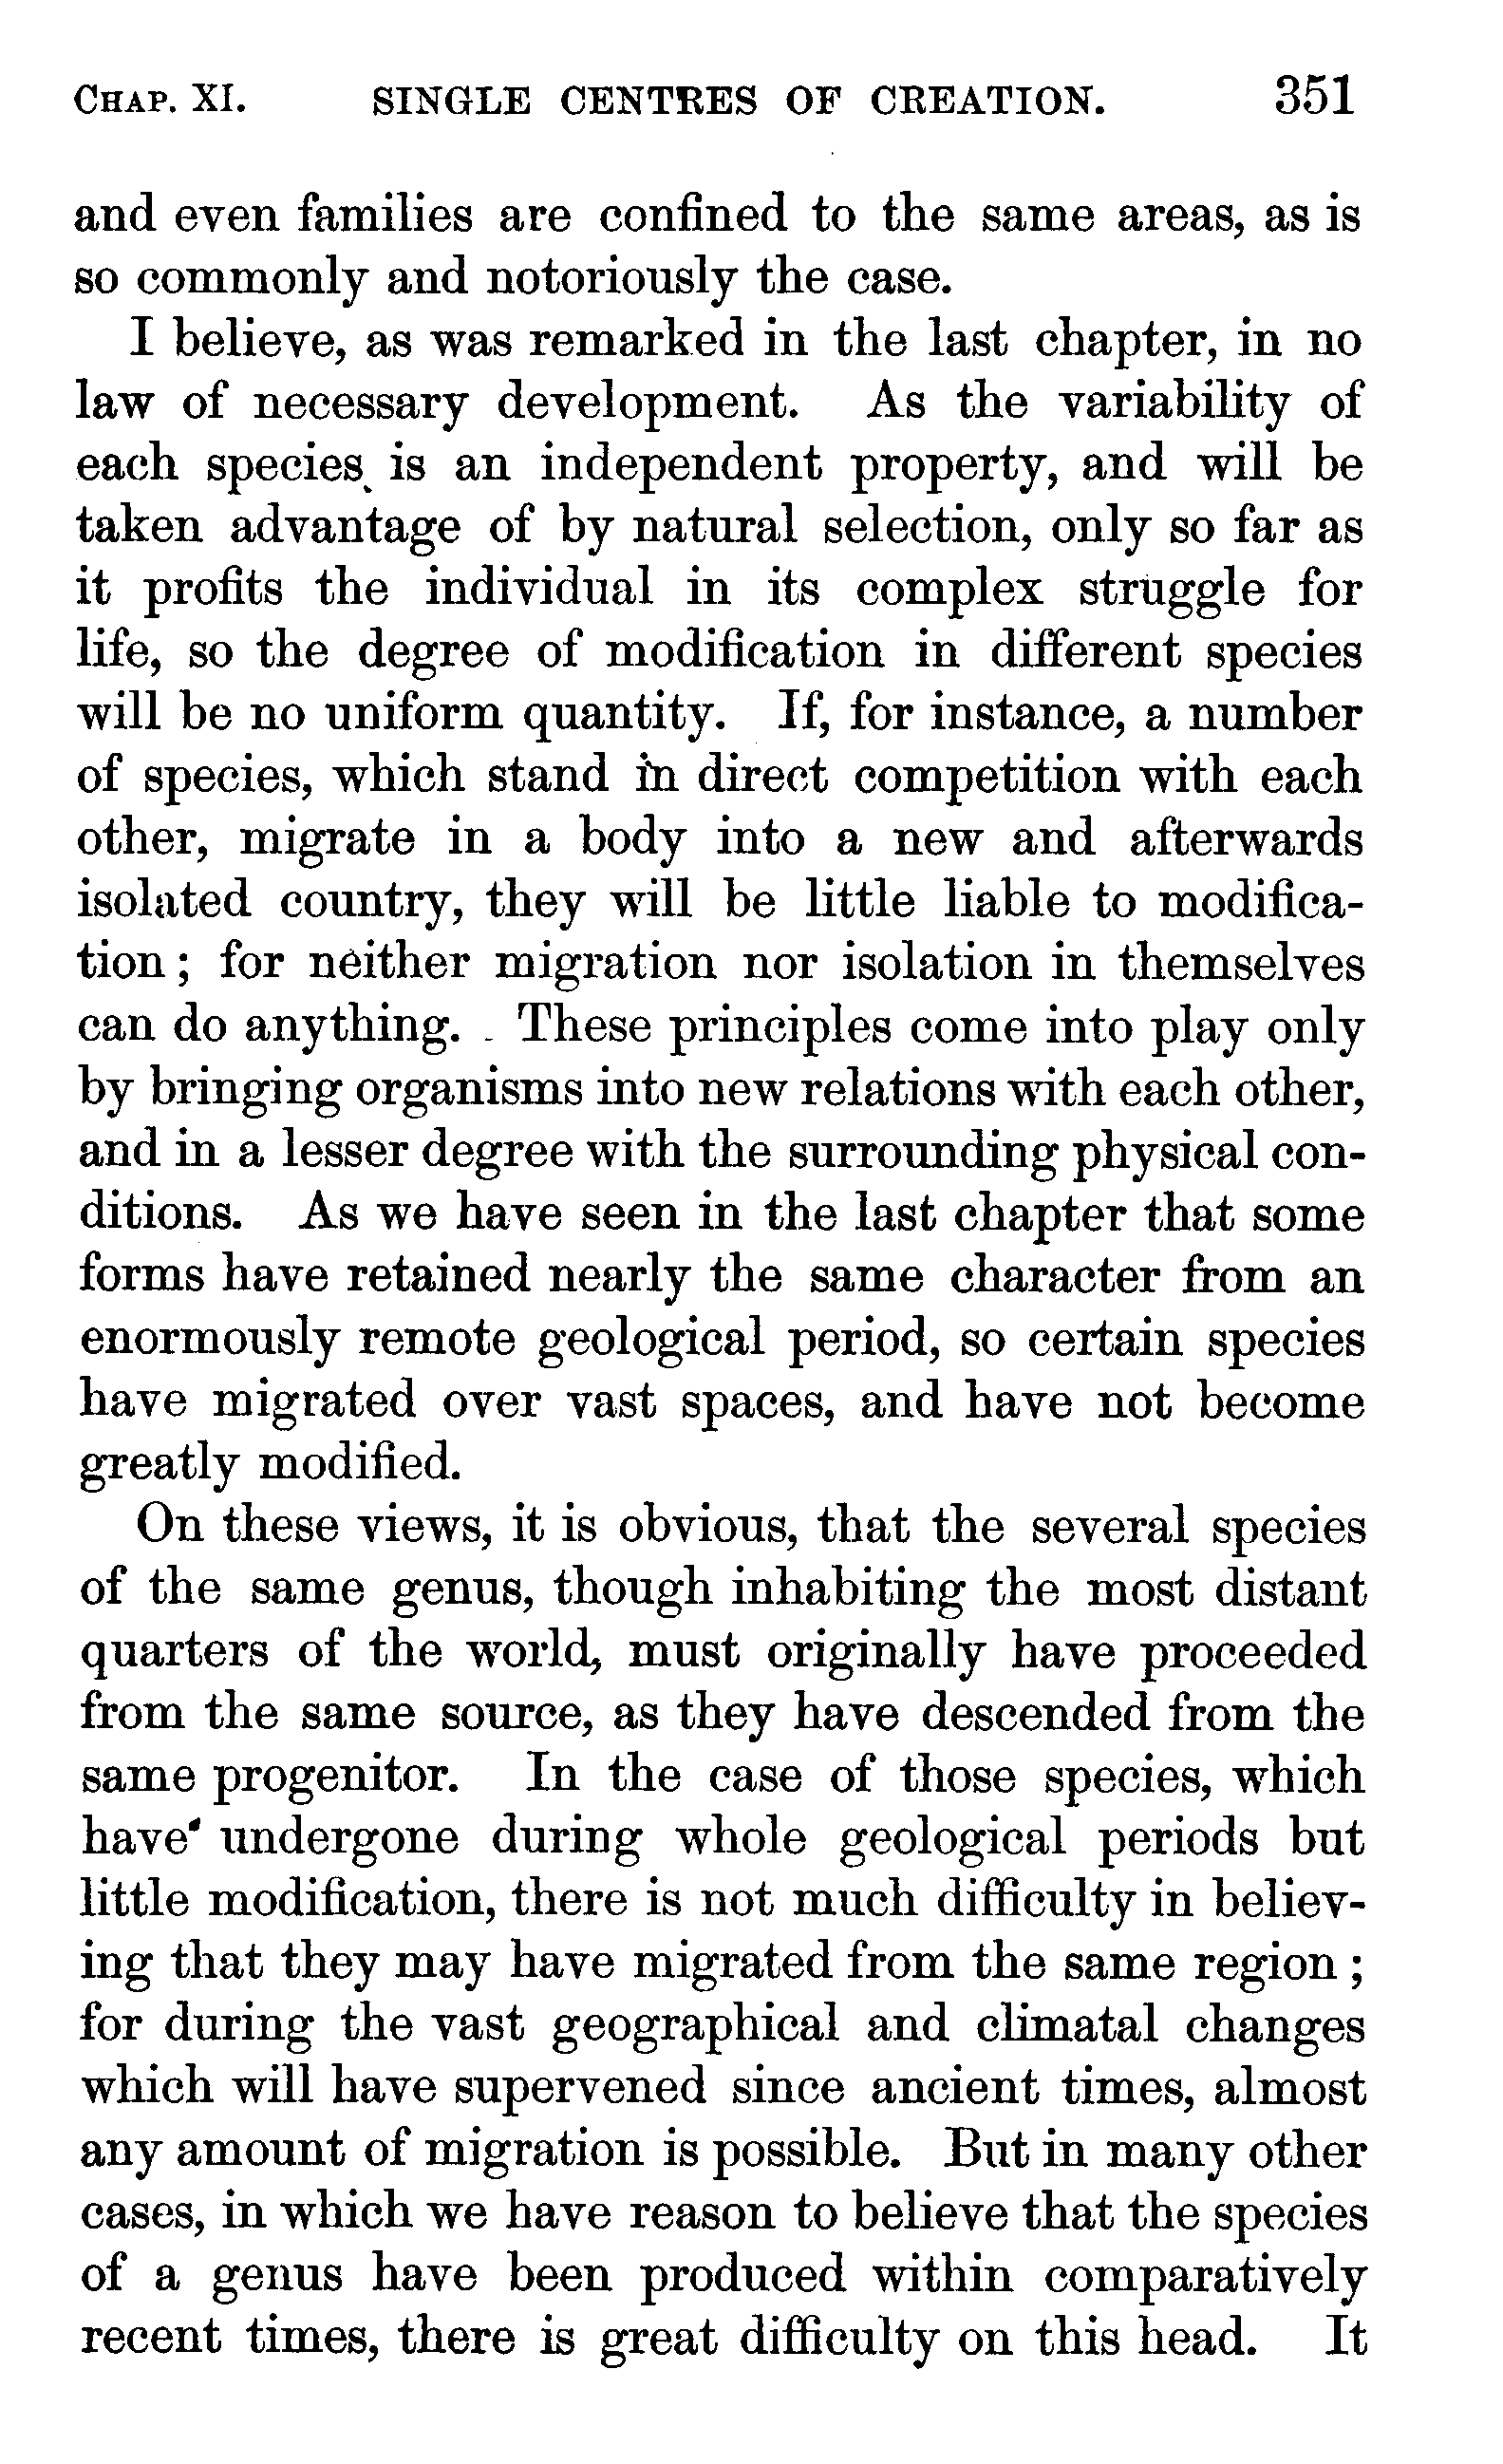 CHAP. XI. SINGLE CENTRES OF CREATION. 351
and even families are confined to the same areas, as is
so commonly and notoriously the case.
I believe, as was remarked in the last chapter, in no
law of necessary development. As the variability of
each species is an independent property, and will be
taken advantage of by natural selection, only so far as
it profits the individual in its complex struggle for
life, so the degree of modification in different species
will be no uniform quantity. If, for instance, a number
of species, which stand in direct competition with each
other, migrate in a body into a new and afterwards
isolated country, they will be little liable to modifica-
tion; for neither migration nor isolation in themselves
can do anything. These principles come into play only
by bringing organisms into new relations with each other,
and in a lesser degree with the surrounding physical con-
ditions. As we have seen in the last chapter that some
forms have retained nearly the same character from an
enormously remote geological period, so certain species
have migrated over vast spaces, and have not become
greatly modified.
On these views, it is obvious, that the several species
of the same genus, though inhabiting the most distant
quarters of the world, must originally have proceeded
from the same source, as they have descended from the
same progenitor. In the case of those species, which
have undergone during whole geological periods but
little modification, there is not much difficulty in believ-
ing that they may have migrated from the same region;
for during the vast geographical and climatal changes
which will have supervened since ancient times, almost
any amount of migration is possible. But in many other
cases, in which we have reason to believe that the species
of a genus have been produced within comparatively
recent times, there is great difficulty on this head. It